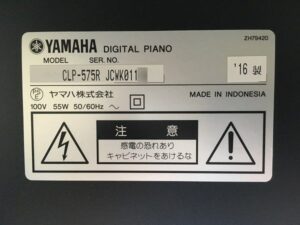 YAMAHA DIGITAL PIANO
ZH79420
MODEL SER. NO.
CLP-575R JCWK011
'16 製
PS
E
ヤマハ株式会社
100V 55W 50/60Hz
MADE IN INDONESIA
注 意
感電の恐れあり
キャビネットをあけるな